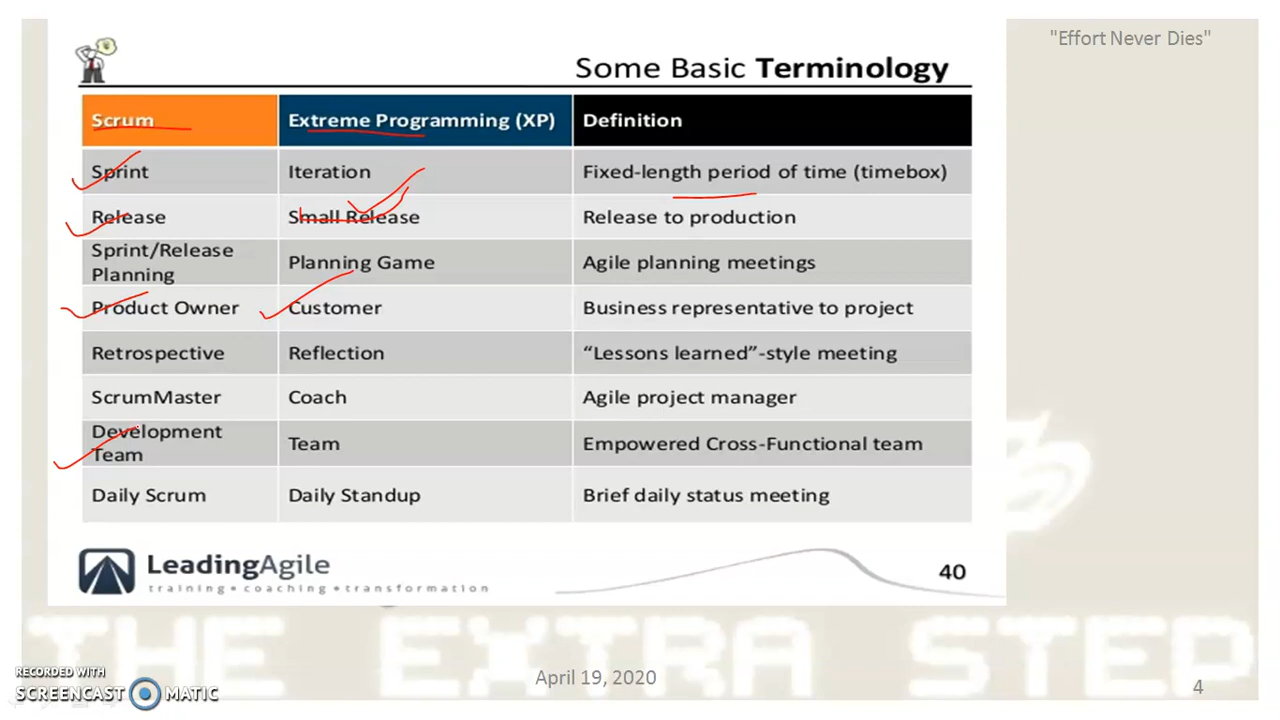 "Effort Never Dies"
Some Basic Terminology
Scrum Extreme Programming (XP) Definition
Sprint Iteration Fixed-length period of time (timebox)
Release Small Release Release to production
Sprint/Release
Planning Planning Game Agile planning meetings
Product Owner Customer Business representative to project
Retrospective Reflection “Lessons learned”-style meeting
ScrumMaster Coach Agile project manager
Development
Team Team Empowered Cross-Functional team
Daily Scrum Daily Standup Brief daily status meeting
LeadingAgile
training • coaching • transformation
40
THE EXTRA STEP
RECORDED WITH
SCREENCAST MATIC
April 19, 2020
4